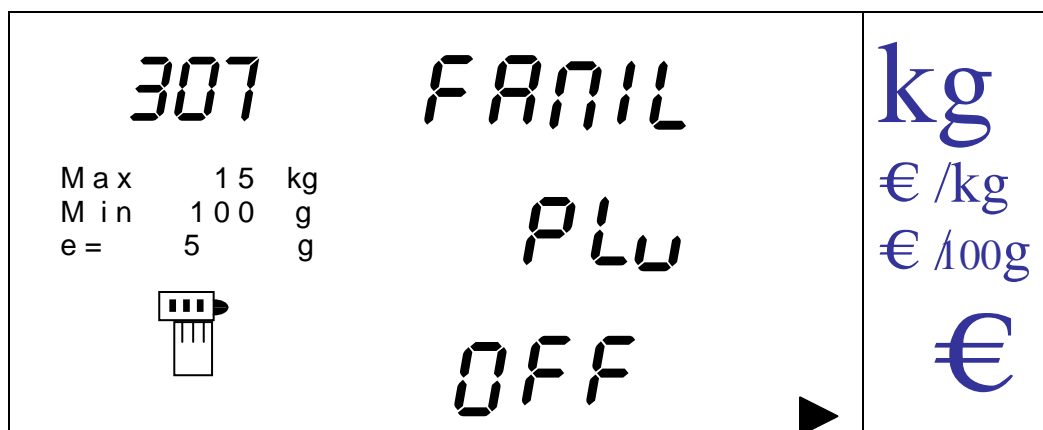 307 FAMIL
Max 15 kg
Min 100 g
e= 5 g
PLu
OFF
kg
€ /kg
€ /100g
€